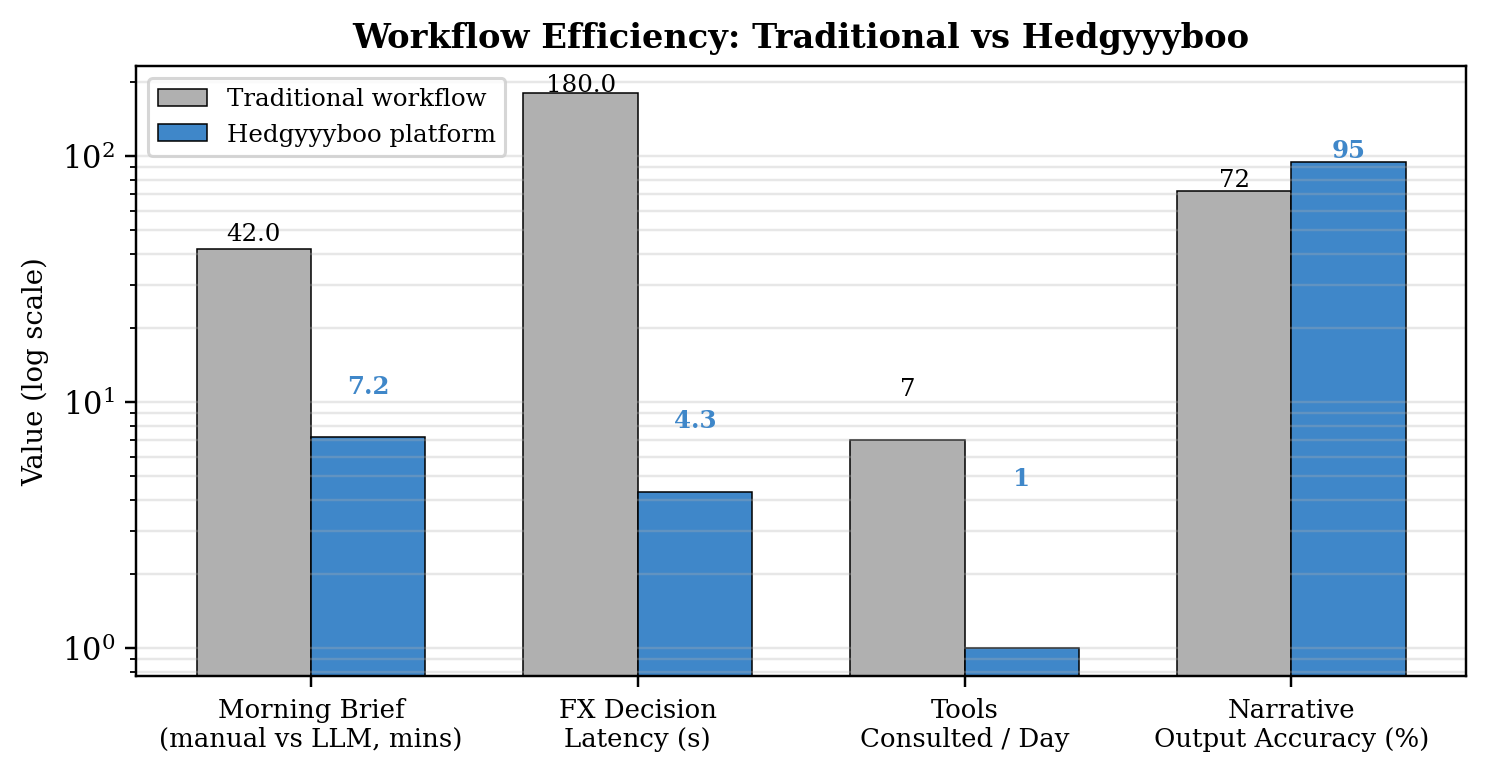 Workflow Efficiency: Traditional vs Hedgyyyboo
Traditional workflow
Hedgyyyboo platform
Value (log scale)
10²
10¹
10⁰
42.0
7.2
180.0
4.3
7
1
72
95
Morning Brief
(manual vs LLM, mins)
FX Decision
Latency (s)
Tools
Consulted / Day
Narrative
Output Accuracy (%)